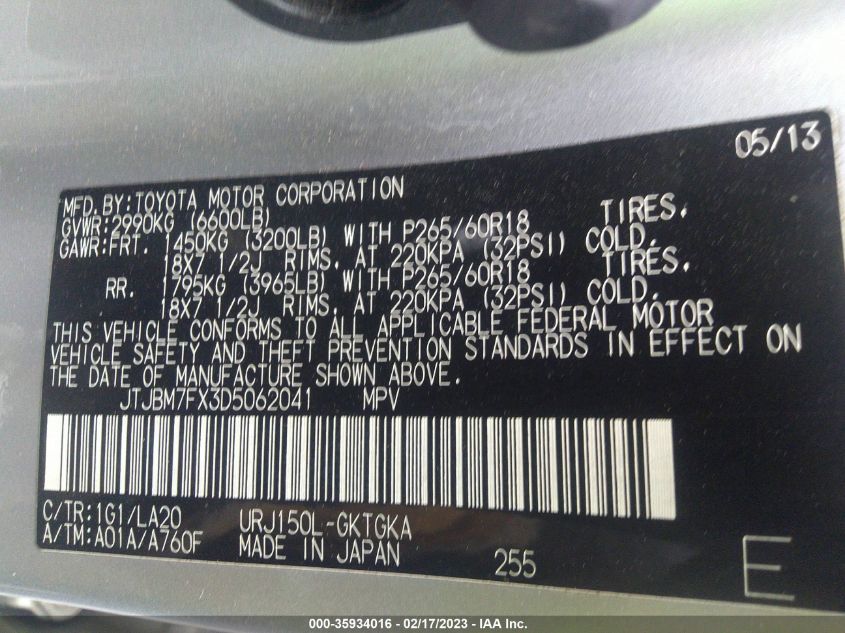 05/13
MFD.BY:TOYOTA MOTOR CORPORATION
GVWR:2990KG (6600LB)
GAWR:FRT. 1450KG (3200LB) WITH P265/60R18 TIRES,
18X7 1/2J RIMS, AT 220KPA (32PSI) COLD.
RR. 1795KG (3965LB) WITH P265/60R18 TIRES,
18X7 1/2J RIMS, AT 220KPA (32PSI) COLD.
THIS VEHICLE CONFORMS TO ALL APPLICABLE FEDERAL MOTOR
VEHICLE SAFETY AND THEFT PREVENTION STANDARDS IN EFFECT ON
THE DATE OF MANUFACTURE SHOWN ABOVE.
JTJBM7FX3D5062041 MPV
C/TR:1G1/LA20 URJ150L-GKTGKA
A/TM:A01A/A760F MADE IN JAPAN 255 E
000-35934016 - 02/17/2023 - IAA Inc.